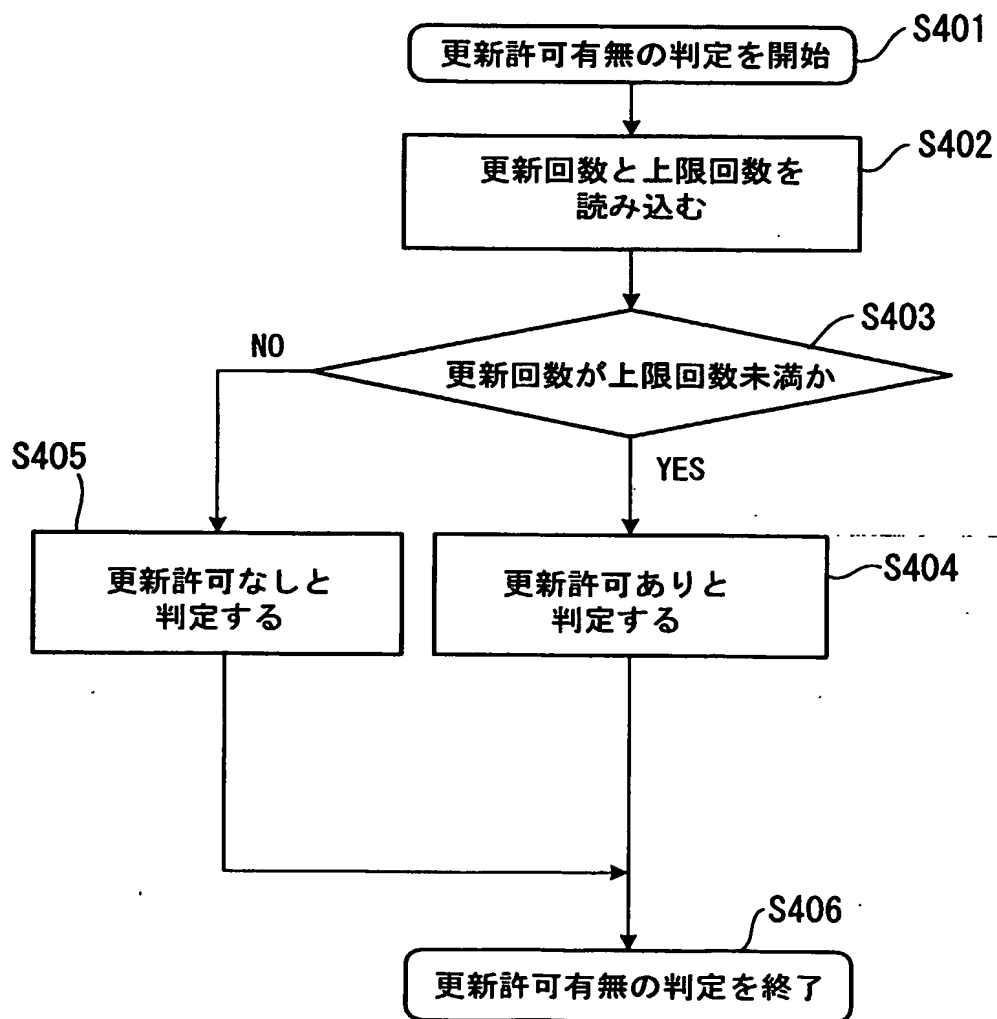 S401
更新許可有無の判定を開始
S402
更新回数と上限回数を
読み込む
S403
更新回数が上限回数未満か
NO
YES
S405
更新許可なしと
判定する
S404
更新許可ありと
判定する
S406
更新許可有無の判定を終了